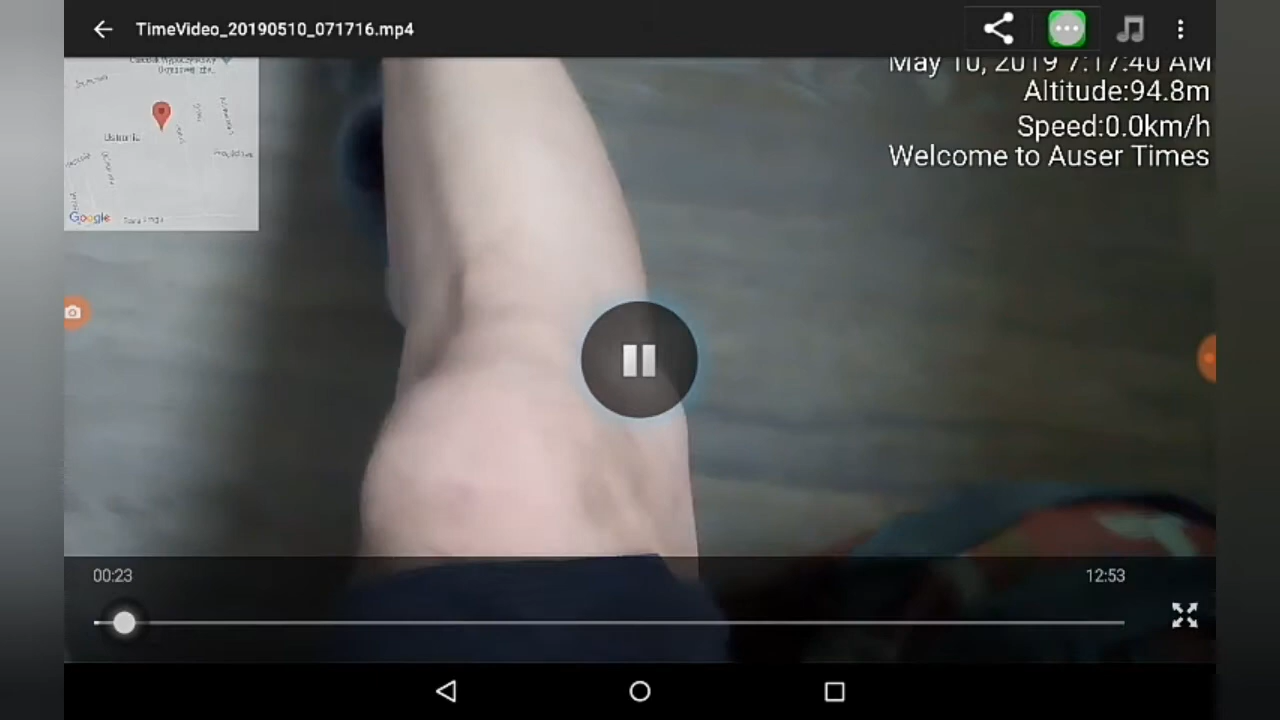 TimeVideo_20190510_071716.mp4
May 10, 2019 7:17:40 AM
Altitude:94.8m
Speed:0.0km/h
Welcome to Auser Times
Google
00:23
12:53